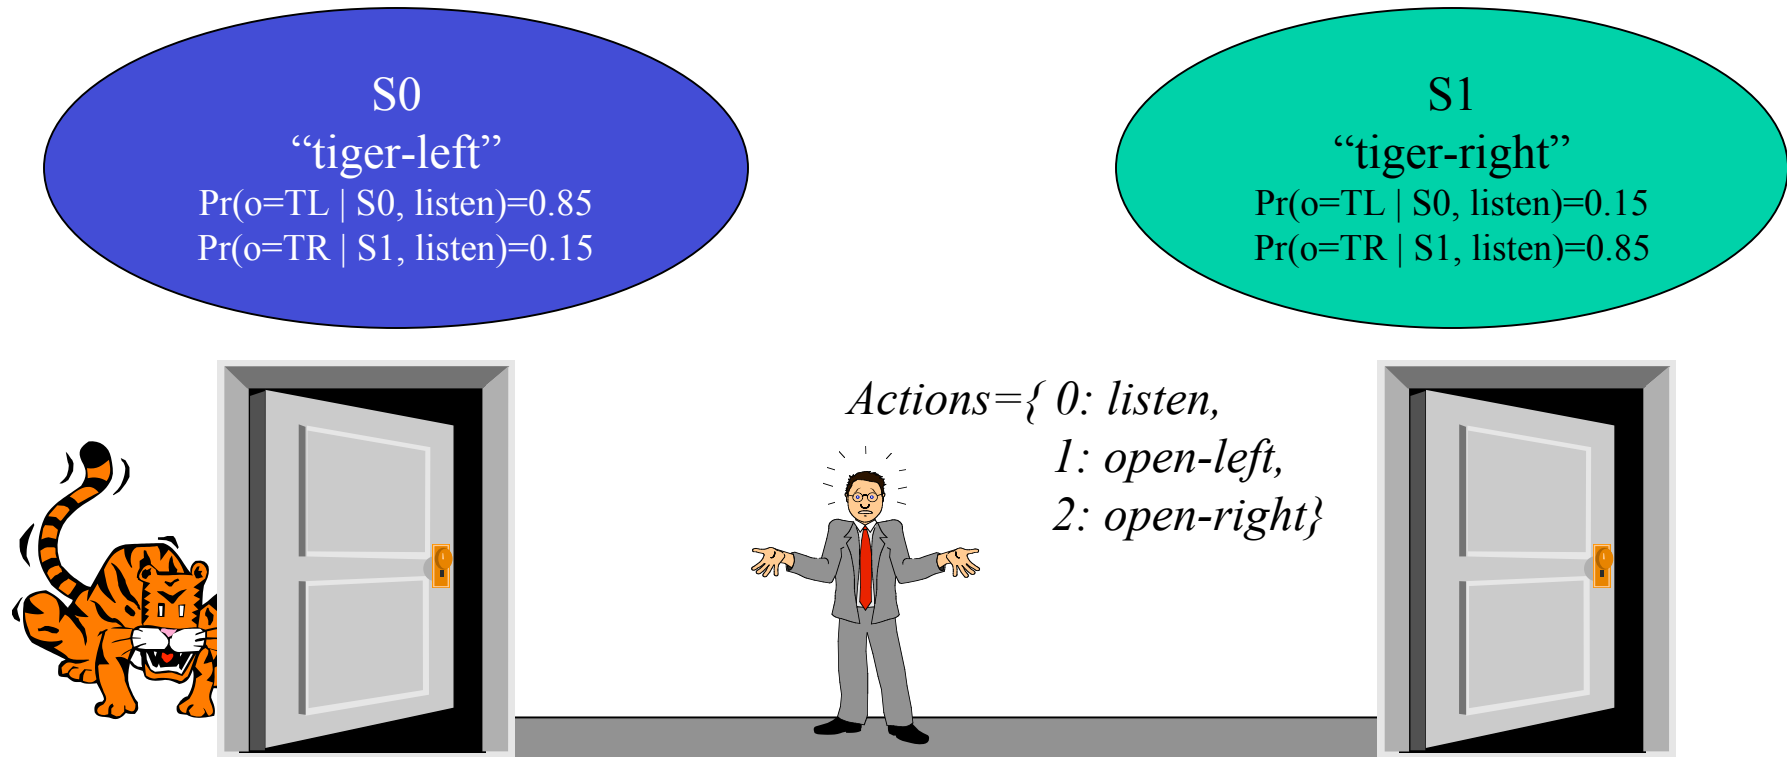 S0
“tiger-left”
Pr(o=TL | S0, listen)=0.85
Pr(o=TR | S1, listen)=0.15
S1
“tiger-right”
Pr(o=TL | S0, listen)=0.15
Pr(o=TR | S1, listen)=0.85
Actions={ 0: listen,
1: open-left,
2: open-right}